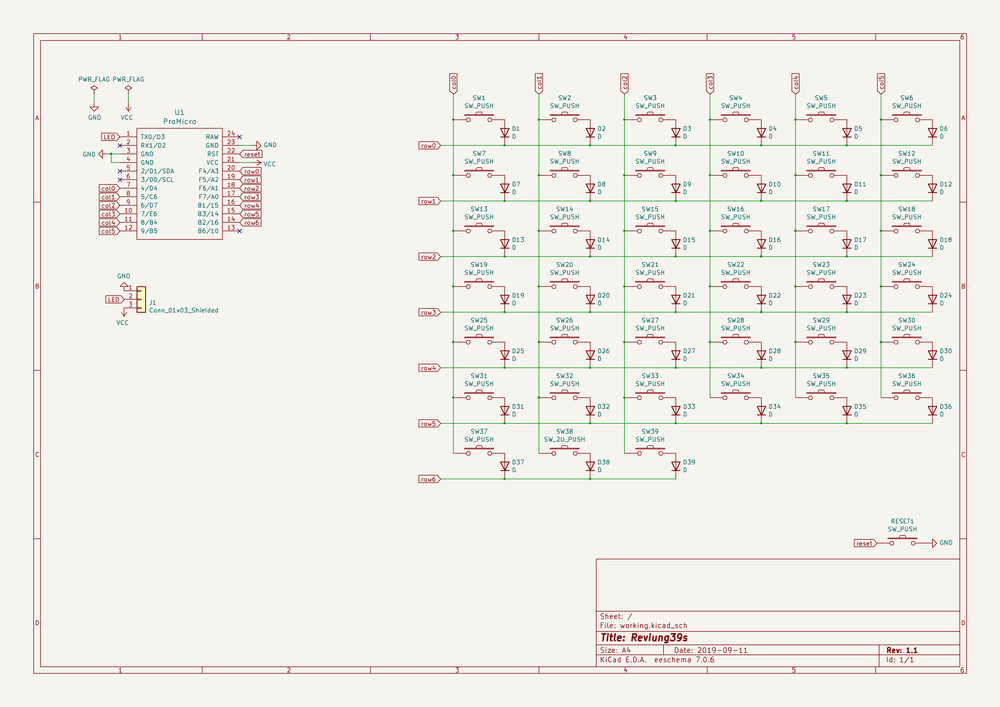 1 2 3 4 5 6
A A
B B
C C
D D
1 2 3 4 5 6
PWR_FLAG PWR_FLAG
GND VCC
U1
ProMicro
LED 1 TX0/D3 RAW 24
2 RX1/D2 GND 23 GND
GND 3 GND RST 22 reset
4 GND VCC 21 VCC
5 2/D1/SDA F4/A3 20 row0
6 3/D0/SCL F5/A2 19 row1
col0 7 4/D4 F6/A1 18 row2
col1 8 5/C6 F7/A0 17 row3
col2 9 6/D7 B1/15 16 row4
col3 10 7/E6 B3/14 15 row5
col4 11 8/B4 B2/16 14 row6
col5 12 9/B5 B6/10 13
GND
1
LED 2 J1
3 Conn_01x03_Shielded
VCC
col0 col1 col2 col3 col4 col5
SW1 SW2 SW3 SW4 SW5 SW6
SW_PUSH SW_PUSH SW_PUSH SW_PUSH SW_PUSH SW_PUSH
D1 D2 D3 D4 D5 D6
D D D D D D
row0
SW7 SW8 SW9 SW10 SW11 SW12
SW_PUSH SW_PUSH SW_PUSH SW_PUSH SW_PUSH SW_PUSH
D7 D8 D9 D10 D11 D12
D D D D D D
row1
SW13 SW14 SW15 SW16 SW17 SW18
SW_PUSH SW_PUSH SW_PUSH SW_PUSH SW_PUSH SW_PUSH
D13 D14 D15 D16 D17 D18
D D D D D D
row2
SW19 SW20 SW21 SW22 SW23 SW24
SW_PUSH SW_PUSH SW_PUSH SW_PUSH SW_PUSH SW_PUSH
D19 D20 D21 D22 D23 D24
D D D D D D
row3
SW25 SW26 SW27 SW28 SW29 SW30
SW_PUSH SW_PUSH SW_PUSH SW_PUSH SW_PUSH SW_PUSH
D25 D26 D27 D28 D29 D30
D D D D D D
row4
SW31 SW32 SW33 SW34 SW35 SW36
SW_PUSH SW_PUSH SW_PUSH SW_PUSH SW_PUSH SW_PUSH
D31 D32 D33 D34 D35 D36
D D D D D D
row5
SW37 SW38 SW39
SW_PUSH SW_2U_PUSH SW_PUSH
D37 D38 D39
D D D
row6
RESET1
SW_PUSH
reset GND
Sheet: /
File: working.kicad_sch
Title: Reviung39s
Size: A4 Date: 2019-09-11 Rev: 1.1
KiCad E.D.A. eeschema 7.0.6 Id: 1/1